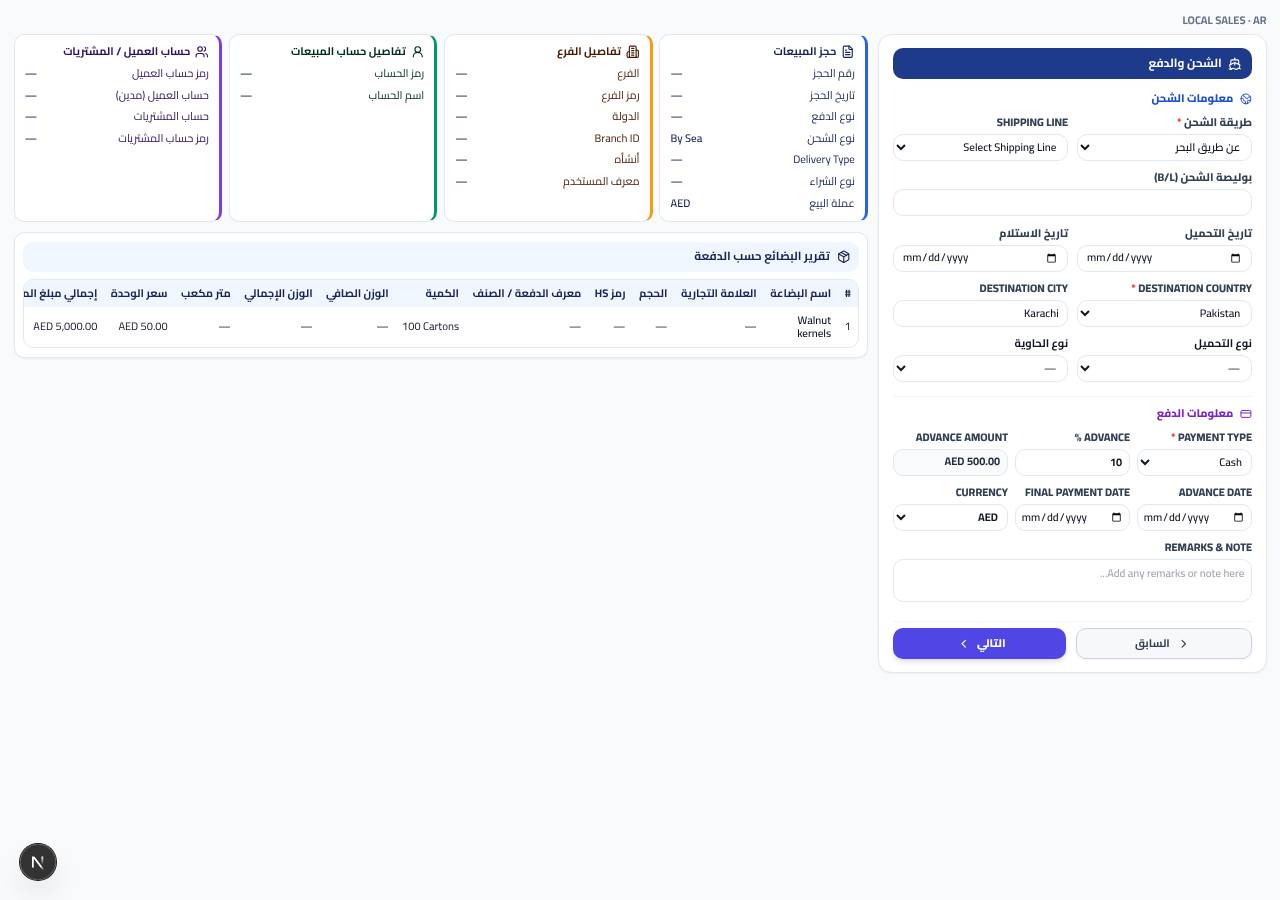 LOCAL SALES · AR
الشحن والدفع
معلومات الشحن
طريقة الشحن *
SHIPPING LINE
عن طريق البحر
Select Shipping Line
بوليصة الشحن (B/L)
تاريخ التحميل
تاريخ الاستلام
mm/dd/yyyy
mm/dd/yyyy
DESTINATION COUNTRY *
DESTINATION CITY
Pakistan
Karachi
نوع التحميل
نوع الحاوية
—
—
معلومات الدفع
PAYMENT TYPE *
% ADVANCE
ADVANCE AMOUNT
Cash
10
AED 500.00
ADVANCE DATE
FINAL PAYMENT DATE
CURRENCY
mm/dd/yyyy
mm/dd/yyyy
AED
REMARKS & NOTE
...Add any remarks or note here
السابق
التالي
حجز المبيعات
رقم الحجز —
تاريخ الحجز —
نوع الدفع —
نوع الشحن By Sea
Delivery Type —
نوع الشراء —
عملة البيع AED
تفاصيل الفرع
الفرع —
رمز الفرع —
الدولة —
Branch ID —
أنشأه —
معرف المستخدم —
تفاصيل حساب المبيعات
رمز الحساب —
اسم الحساب —
حساب العميل / المشتريات
رمز حساب العميل —
حساب العميل (مدين) —
حساب المشتريات —
رمز حساب المشتريات —
تقرير البضائع حسب الدفعة
# اسم البضاعة العلامة التجارية الحجم رمز HS معرف الدفعة / الصنف الكمية الوزن الصافي الوزن الإجمالي متر مكعب سعر الوحدة إجمالي مبلغ
1 Walnut kernels — — — — 100 Cartons — — — AED 50.00 AED 5,000.00
N